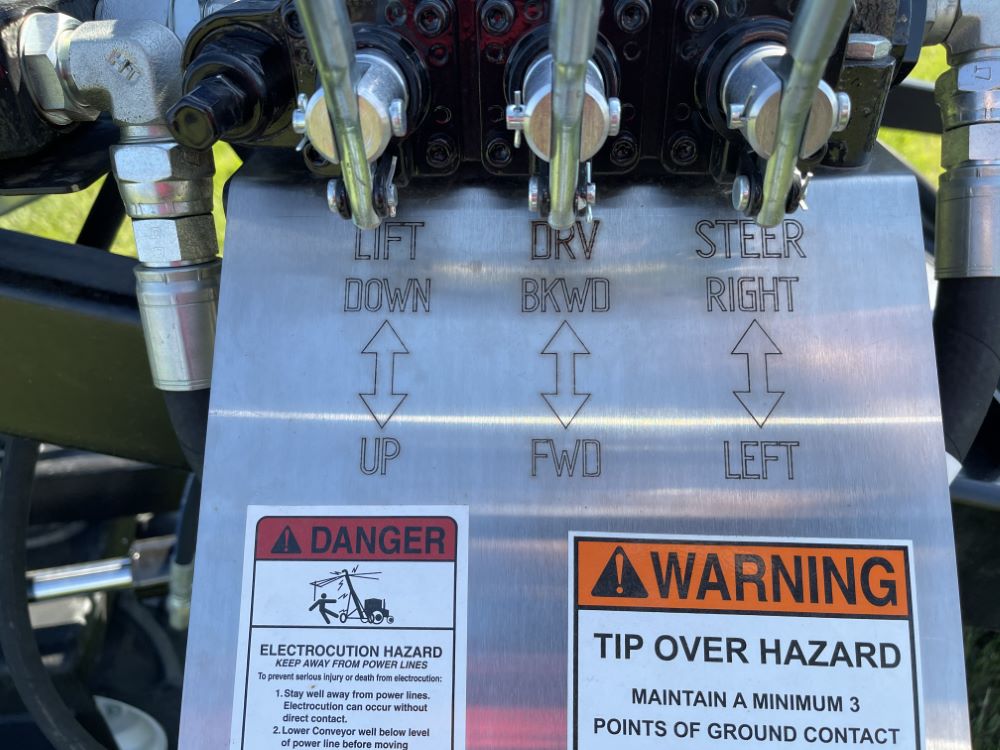 LIFT DRV STEER
DOWN BKWD RIGHT
UP FWD LEFT
DANGER
ELECTROCUTION HAZARD
KEEP AWAY FROM POWER LINES
To prevent serious injury or death from electrocution:
1. Stay well away from power lines.
Electrocution can occur without
direct contact.
2. Lower Conveyor well below level
of power line before moving
WARNING
TIP OVER HAZARD
MAINTAIN A MINIMUM 3
POINTS OF GROUND CONTACT